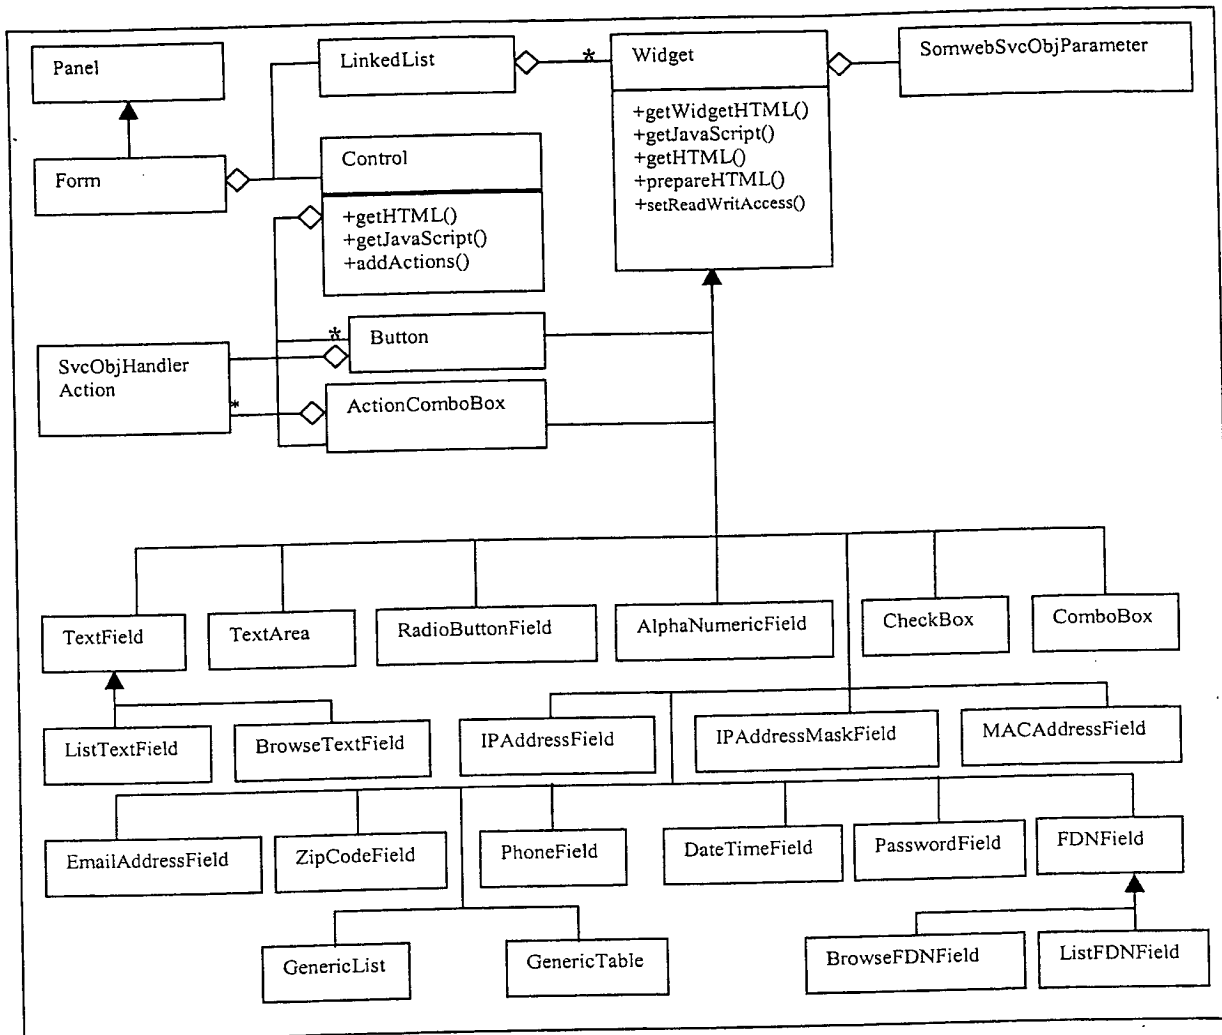 Panel
LinkedList
*
Widget
SomwebSvcObjParameter
+getWidgetHTML()
+getJavaScript()
+getHTML()
+prepareHTML()
+setReadWritAccess()
Form
Control
+getHTML()
+getJavaScript()
+addActions()
*
Button
SvcObjHandler
Action
*
ActionComboBox
TextField
TextArea
RadioButtonField
AlphaNumericField
CheckBox
ComboBox
ListTextField
BrowseTextField
IPAddressField
IPAddressMaskField
MACAddressField
EmailAddressField
ZipCodeField
PhoneField
DateTimeField
PasswordField
FDNField
GenericList
GenericTable
BrowseFDNField
ListFDNField